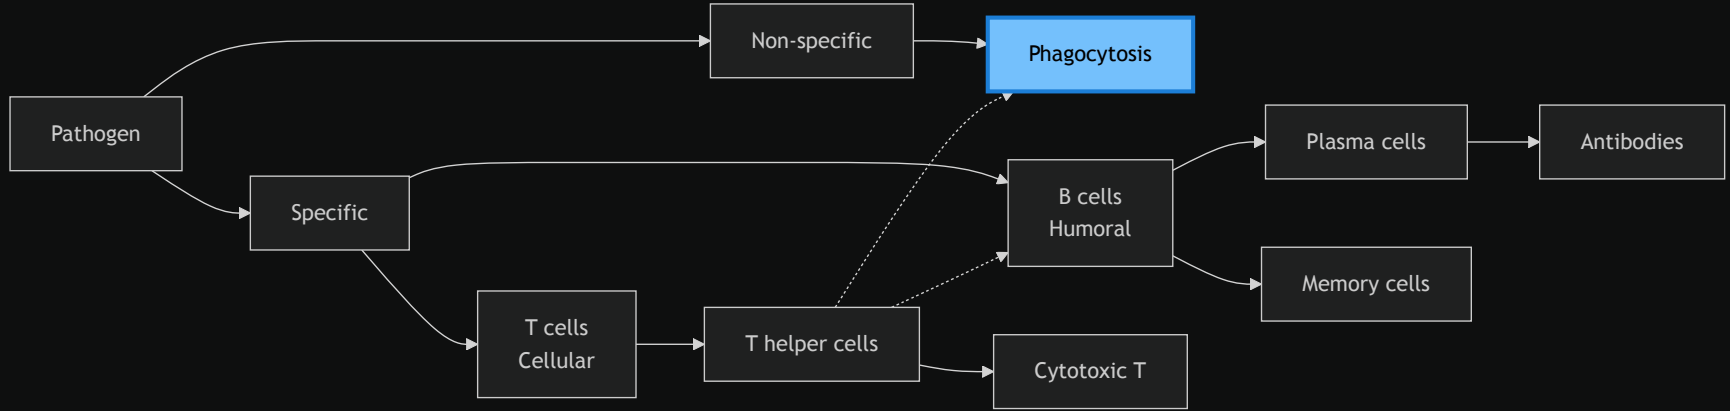 Pathogen
Non-specific
Phagocytosis
Specific
B cells
Humoral
Plasma cells
Antibodies
Memory cells
T cells
Cellular
T helper cells
Cytotoxic T